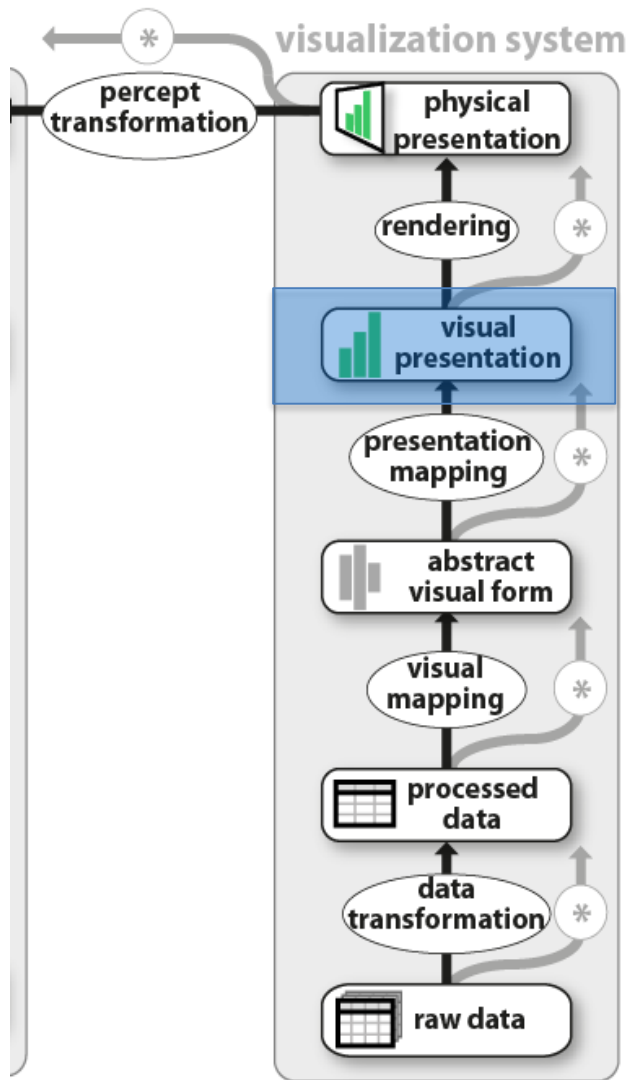 *
visualization system
percept
transformation
physical
presentation
rendering
*
visual
presentation
presentation
mapping
*
abstract
visual form
visual
mapping
*
processed
data
data
transformation
*
raw data